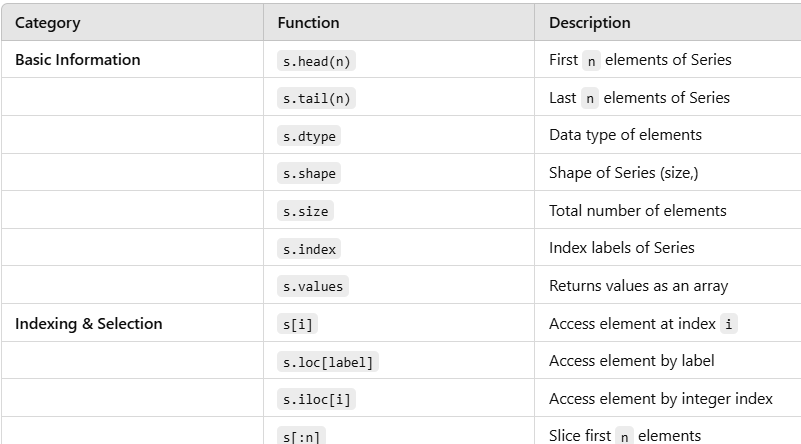 Category Function Description
Basic Information s.head(n) First n elements of Series
s.tail(n) Last n elements of Series
s.dtype Data type of elements
s.shape Shape of Series (size,)
s.size Total number of elements
s.index Index labels of Series
s.values Returns values as an array
Indexing & Selection s[i] Access element at index i
s.loc[label] Access element by label
s.iloc[i] Access element by integer index
s[:n] Slice first n elements